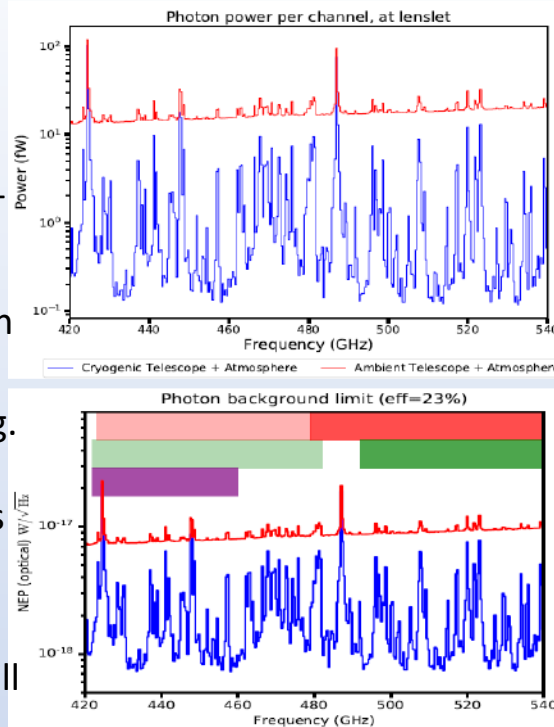 Photon power per channel, at lenslet
10²
10¹
10⁰
10⁻¹
Power (fW)
420 440 460 480 500 520 540
Frequency (GHz)
Cryogenic Telescope + Atmosphere Ambient Telescope + Atmosphere
n
g.
s
ll
Photon background limit (eff=23%)
10⁻¹⁷
10⁻¹⁸
NEP (optical) W/√Hz
420 440 460 480 500 520 540
Frequency (GHz)